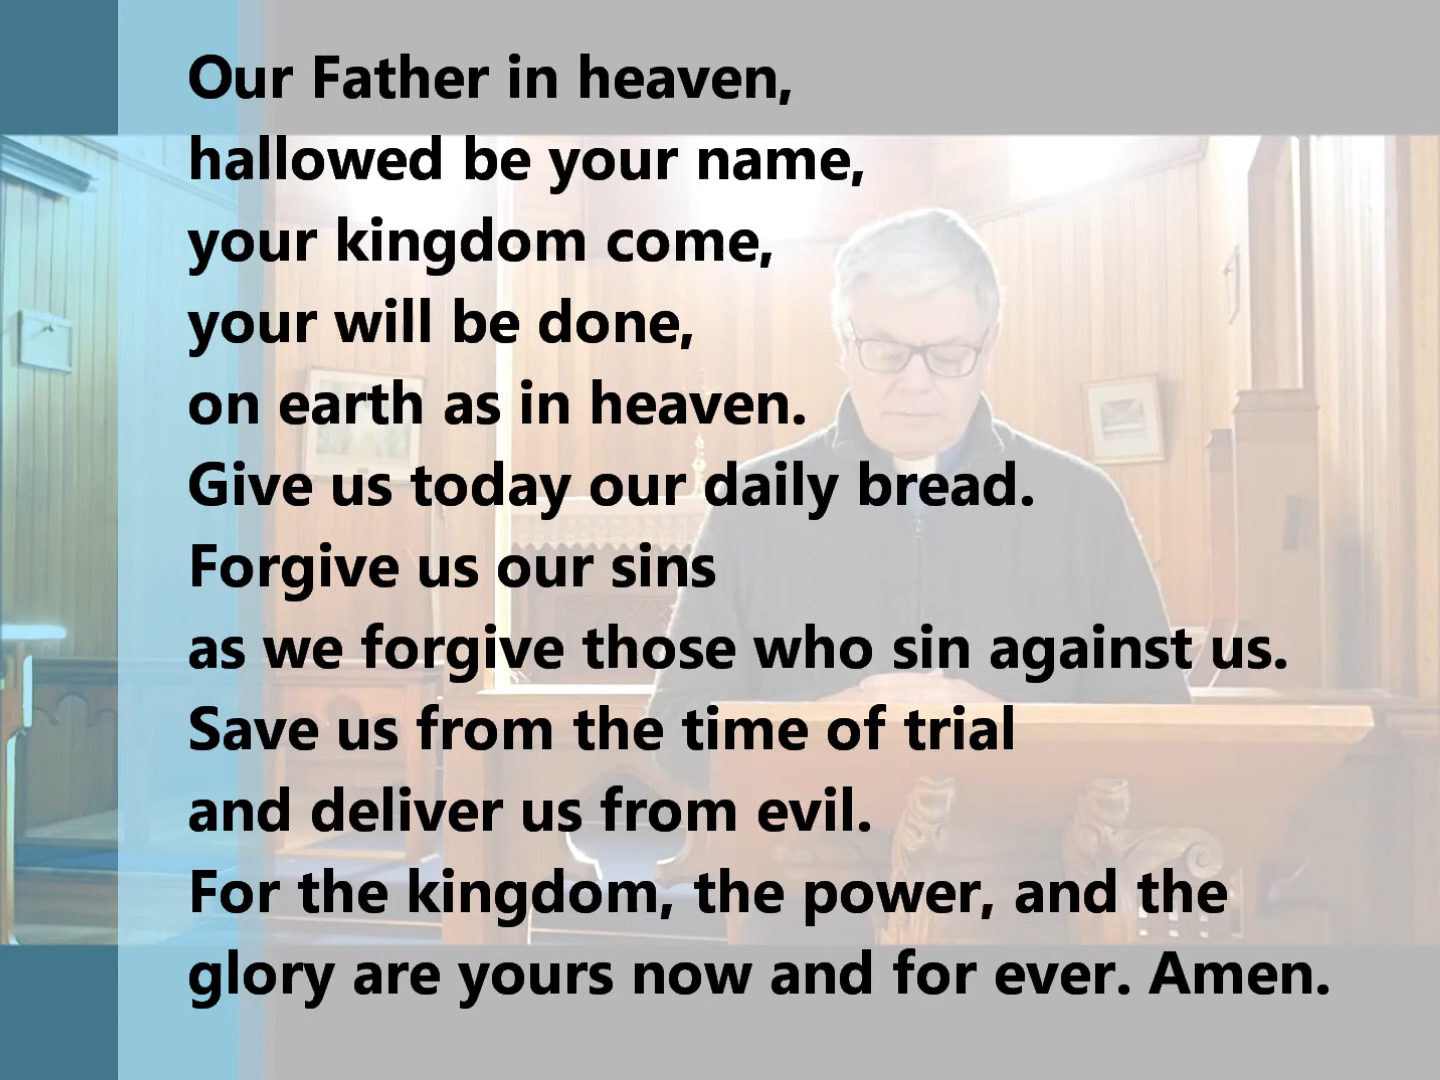 Our Father in heaven,
hallowed be your name,
your kingdom come,
your will be done,
on earth as in heaven.
Give us today our daily bread.
Forgive us our sins
as we forgive those who sin against us.
Save us from the time of trial
and deliver us from evil.
For the kingdom, the power, and the
glory are yours now and for ever. Amen.